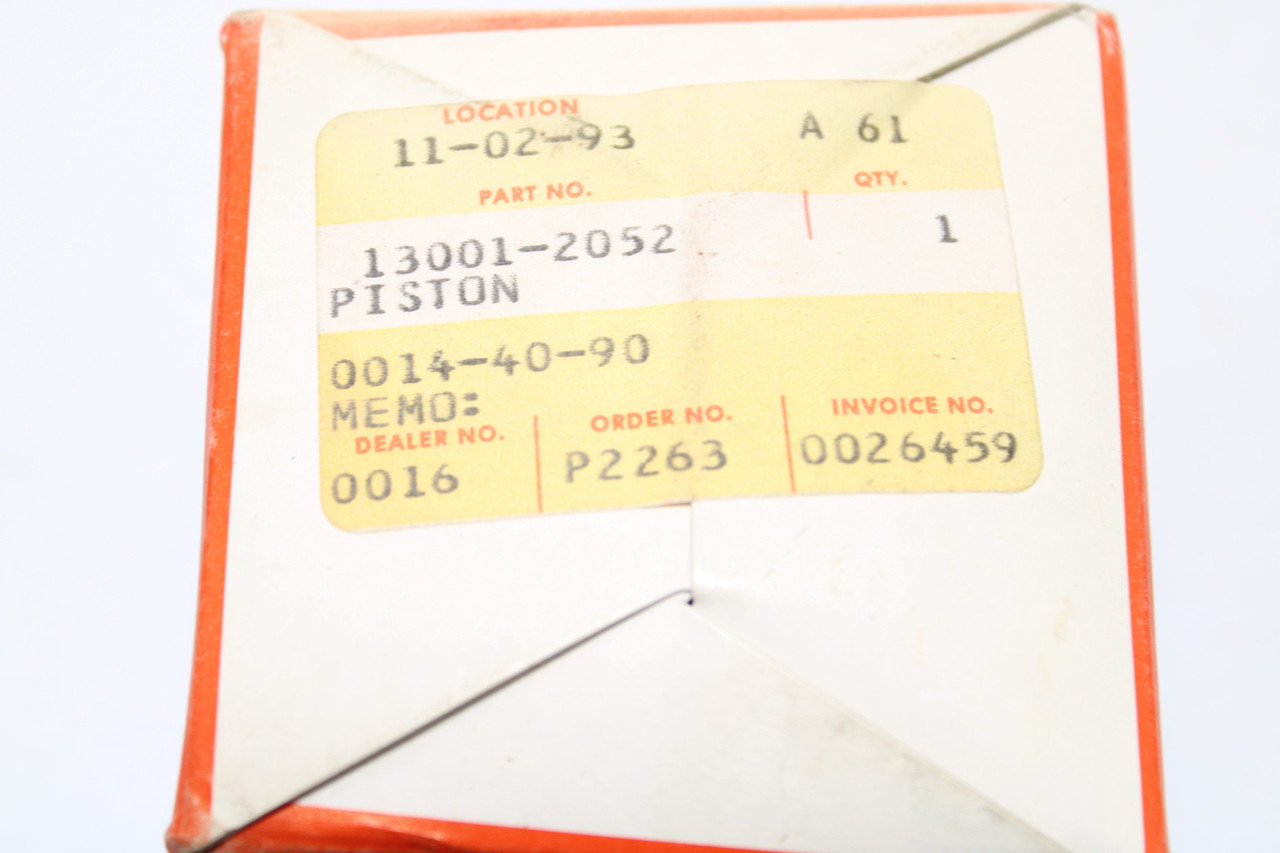 LOCATION
11-02-93 A 61
PART NO. QTY.
13001-2052 1
PISTON
0014-40-90
MEMO:
DEALER NO. ORDER NO. INVOICE NO.
0016 P2263 0026459